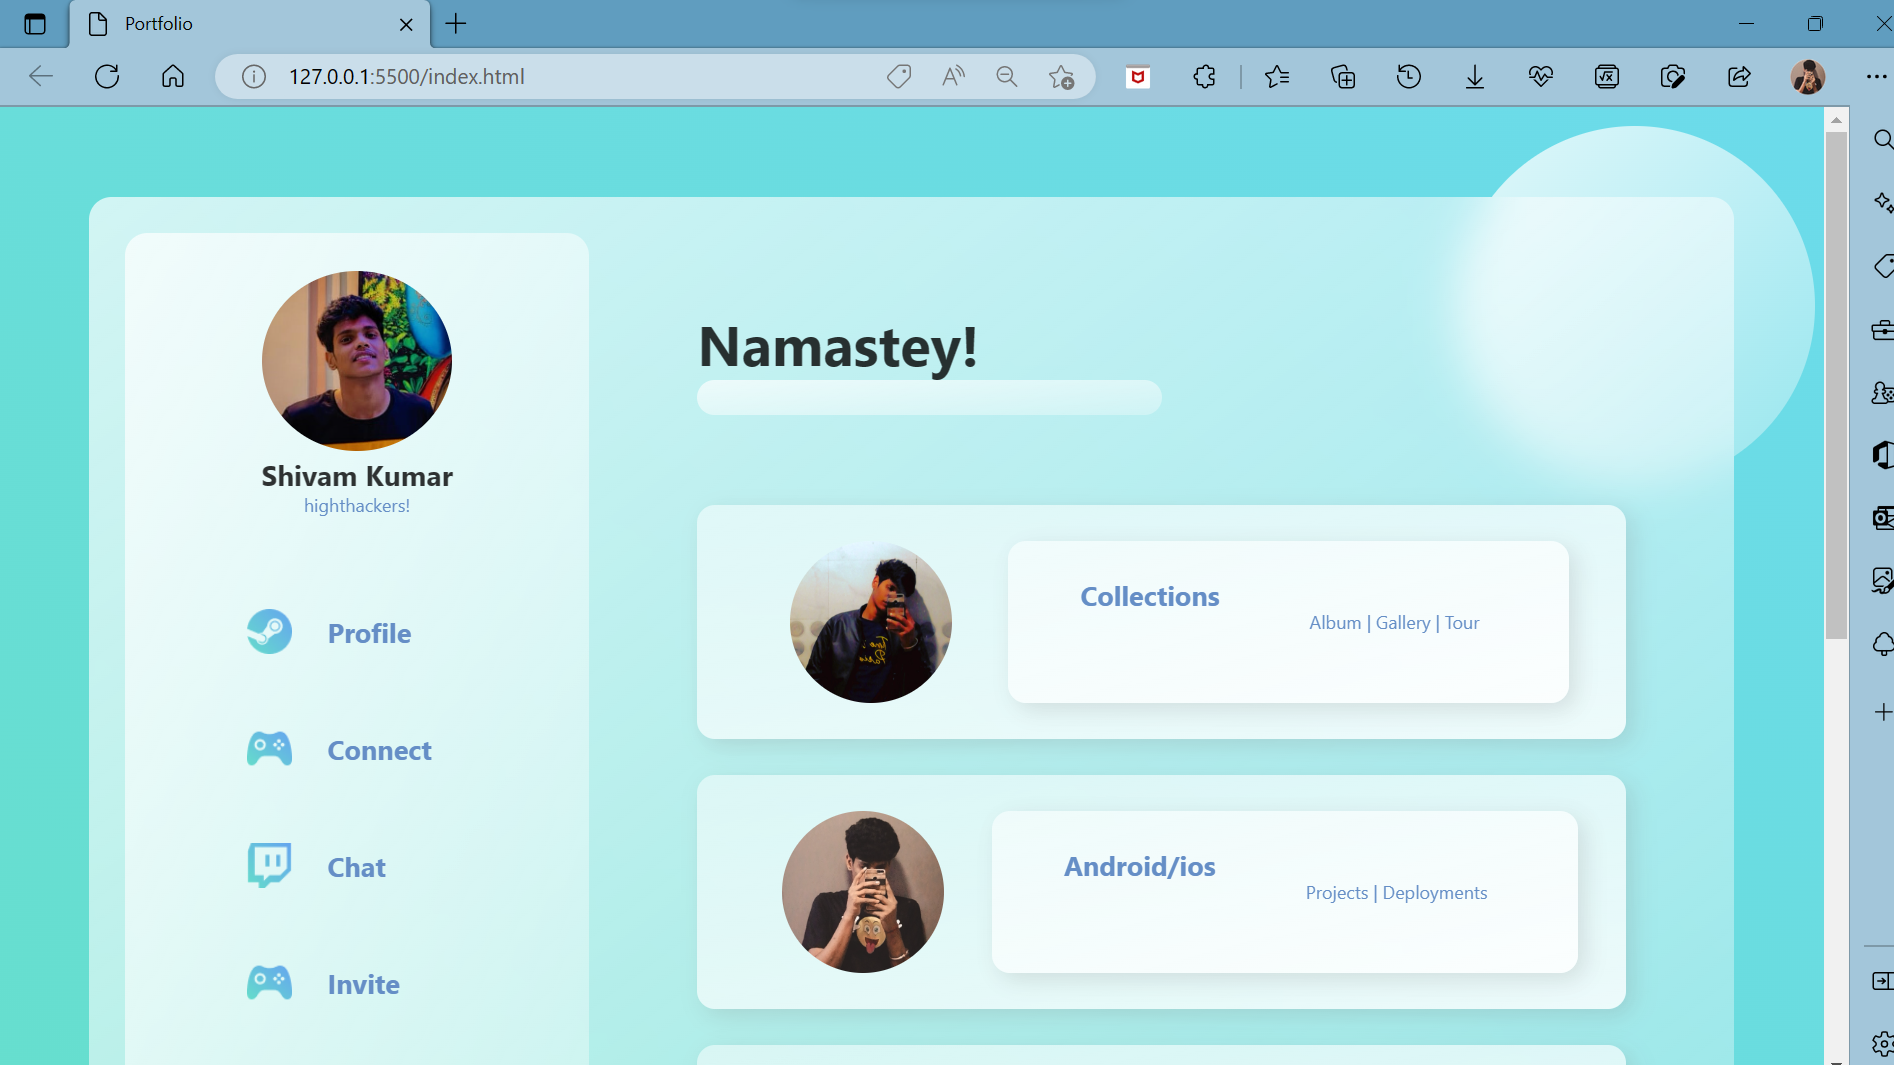 Portfolio
127.0.0.1:5500/index.html
Shivam Kumar
highthackers!
Profile
Connect
Chat
Invite
Namastey!
Collections
Album | Gallery | Tour
Android/ios
Projects | Deployments